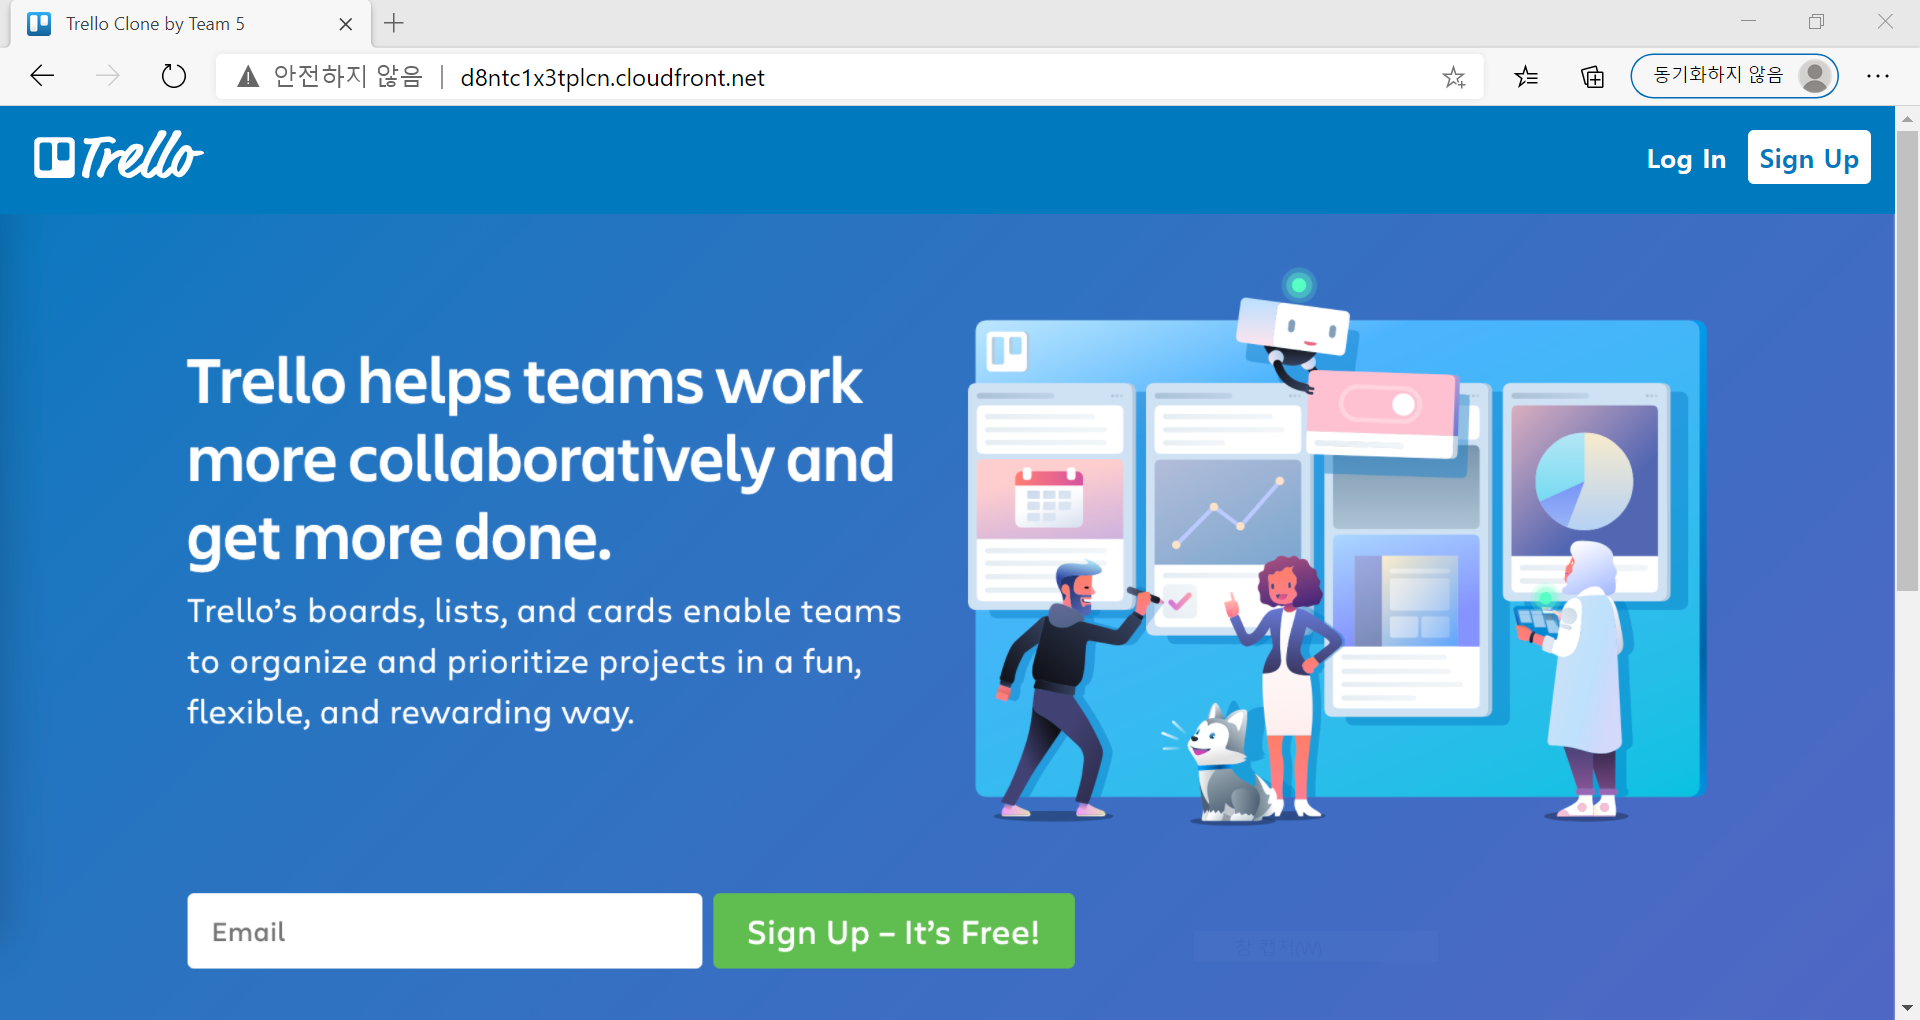 Trello Clone by Team 5
안전하지 않음
d8ntc1x3tplcn.cloudfront.net
동기화하지 않음
Trello
Log In
Sign Up
Trello helps teams work
more collaboratively and
get more done.
Trello’s boards, lists, and cards enable teams
to organize and prioritize projects in a fun,
flexible, and rewarding way.
Email
Sign Up – It’s Free!
창 캡처(W)